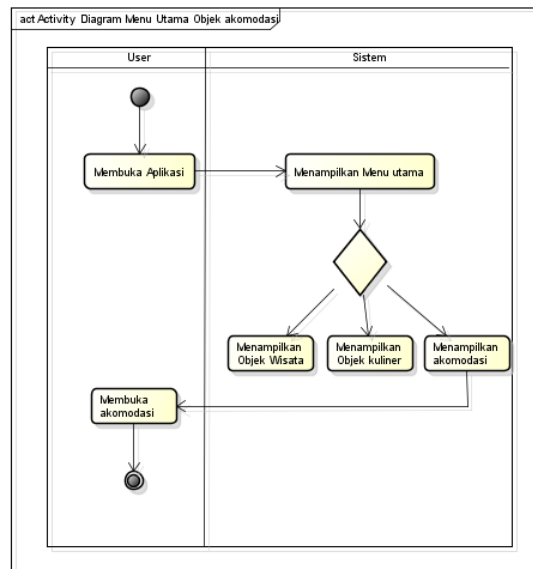 act Activity Diagram Menu Utama Objek akomodasi
User
Sistem
Membuka Aplikasi
Menampilkan Menu utama
Menampilkan
Objek Wisata
Menampilkan
Objek kuliner
Menampilkan
akomodasi
Membuka
akomodasi